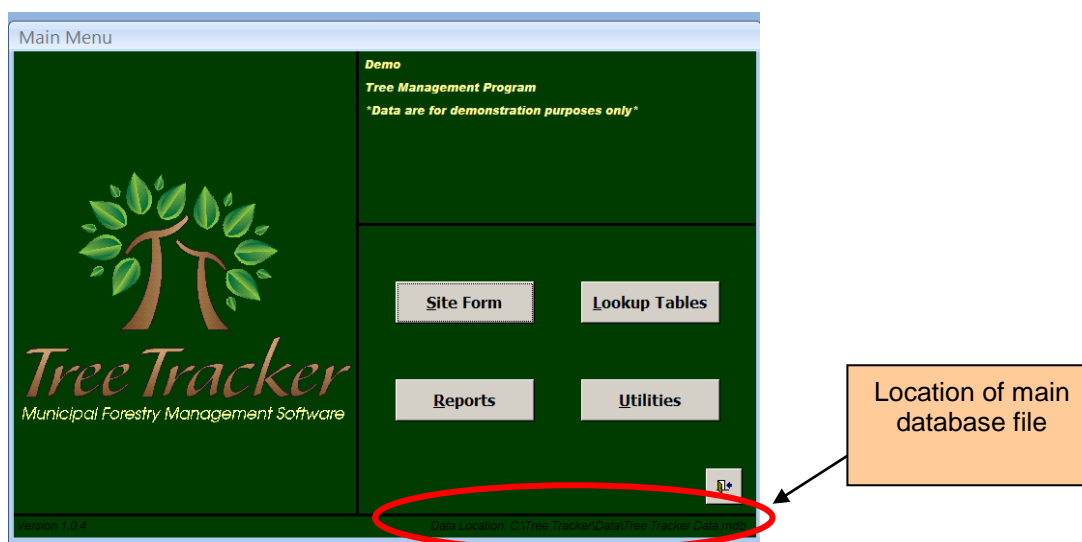 Main Menu
Demo
Tree Management Program
*Data are for demonstration purposes only*
Site Form
Lookup Tables
Tree Tracker
Municipal Forestry Management Software
Reports
Utilities
Location of main
database file
Version 1.0.4
Data Location: C:\Tree Tracker\Data\Tree Tracker Data.mdb